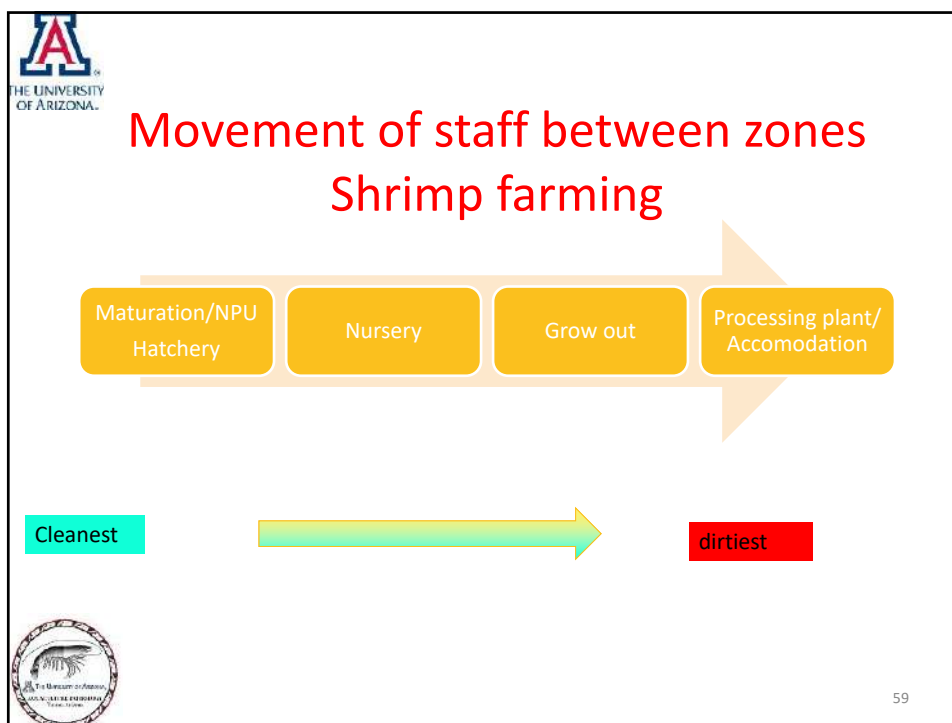 THE UNIVERSITY
OF ARIZONA
Movement of staff between zones
Shrimp farming
Maturation/NPU
Hatchery
Nursery
Grow out
Processing plant/
Accomodation
Cleanest
dirtiest
59